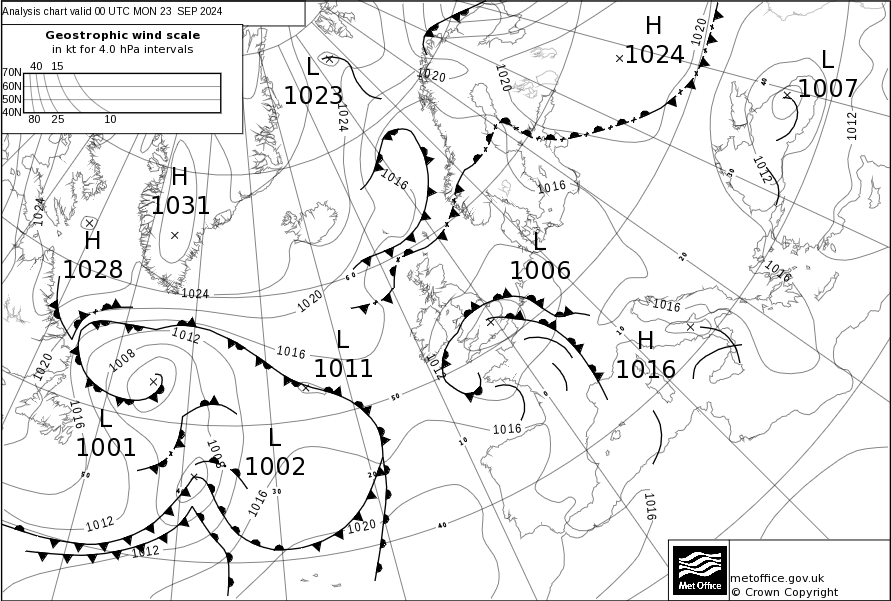 Analysis chart valid 00 UTC MON 23 SEP 2024
Geostrophic wind scale
in kt for 4.0 hPa intervals
40 15
70N
60N
50N
40N
80 25 10
L
1023
H
1024
L
1007
1020
1020
1020
1024
1012
1012
1016
1016
H
1031
H
1028
1024
1024
1020
L
1006
1016
1016
1012
1016
L
1011
H
1016
1008
1020
1012
1016
L
1001
L
1002
1008
1016
1016
1012
1012
1020
1016
40
30
20
10
0
10
20
30
40
50
60
50
40
metoffice.gov.uk
© Crown Copyright
Met Office